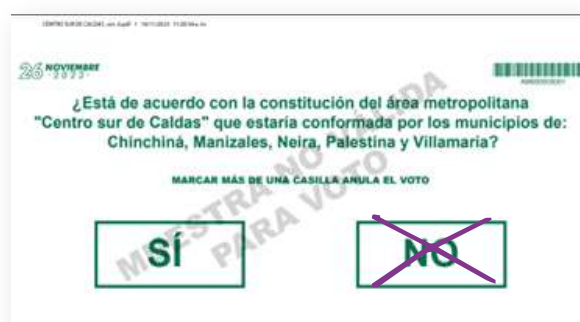 26 NOVIEMBRE
2023
¿Está de acuerdo con la constitución del área metropolitana
"Centro sur de Caldas" que estaría conformada por los municipios de:
Chinchiná, Manizales, Neira, Palestina y Villamaría?
MARCAR MÁS DE UNA CASILLA ANULA EL VOTO
MUESTRA NO VÁLIDA
PARA VOTO
SÍ
NO